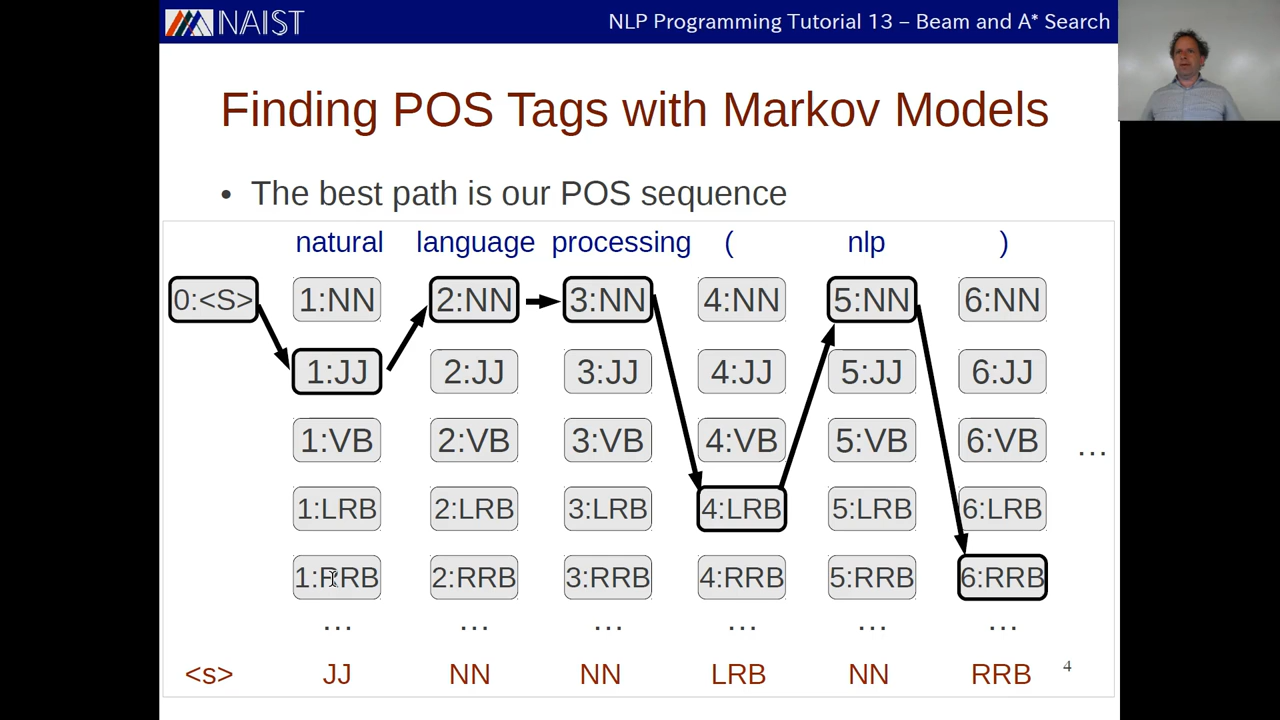 NAIST
NLP Programming Tutorial 13 – Beam and A* Search
Finding POS Tags with Markov Models
• The best path is our POS sequence
natural language processing ( nlp )
0:<S> 1:NN 2:NN 3:NN 4:NN 5:NN 6:NN
1:JJ 2:JJ 3:JJ 4:JJ 5:JJ 6:JJ
1:VB 2:VB 3:VB 4:VB 5:VB 6:VB …
1:LRB 2:LRB 3:LRB 4:LRB 5:LRB 6:LRB
1:RRB 2:RRB 3:RRB 4:RRB 5:RRB 6:RRB
… … … … … …
<s> JJ NN NN LRB NN RRB 4